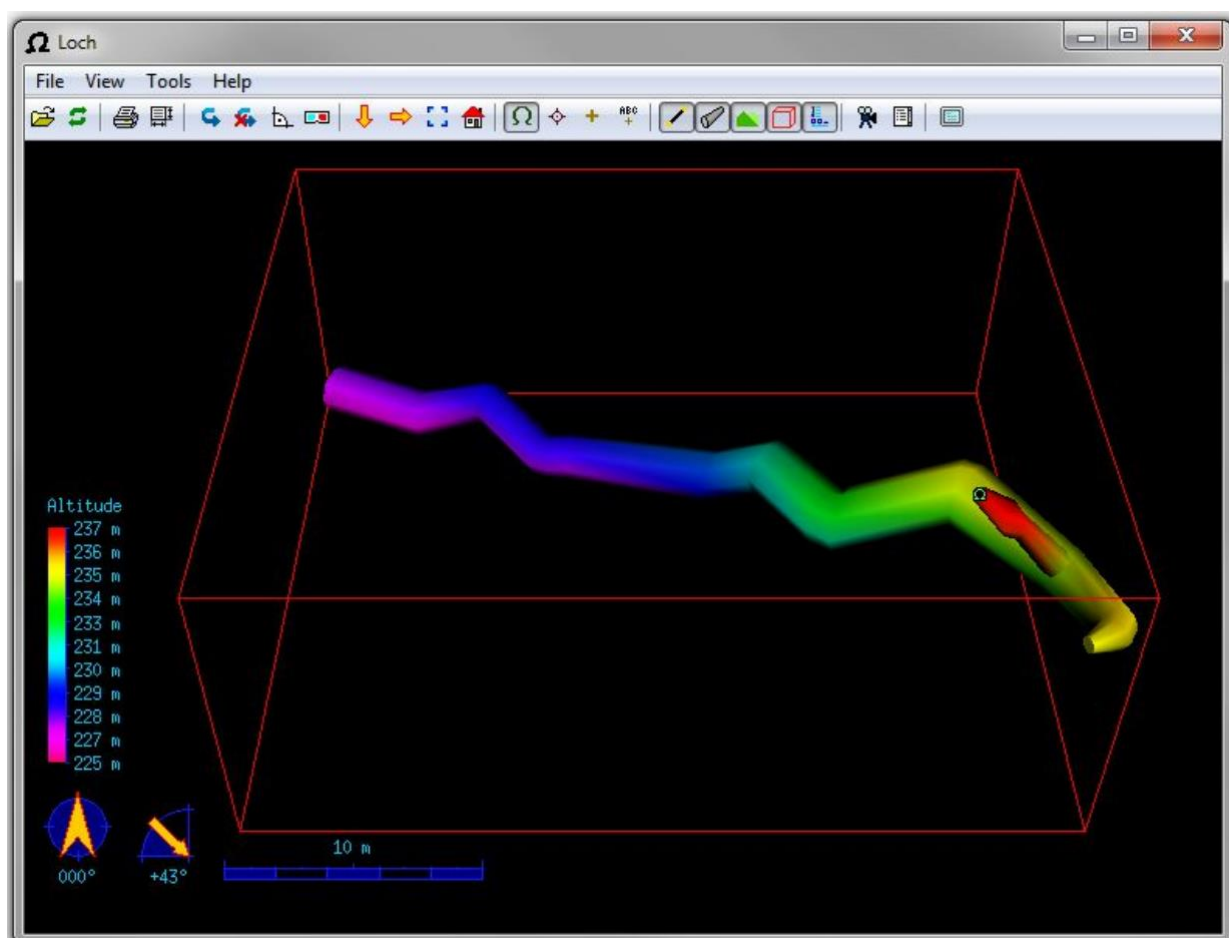 Ω Loch
File View Tools Help
ABC
Ω
Altitude
237 m
236 m
235 m
234 m
233 m
231 m
230 m
229 m
228 m
227 m
225 m
10 m
000° +43°